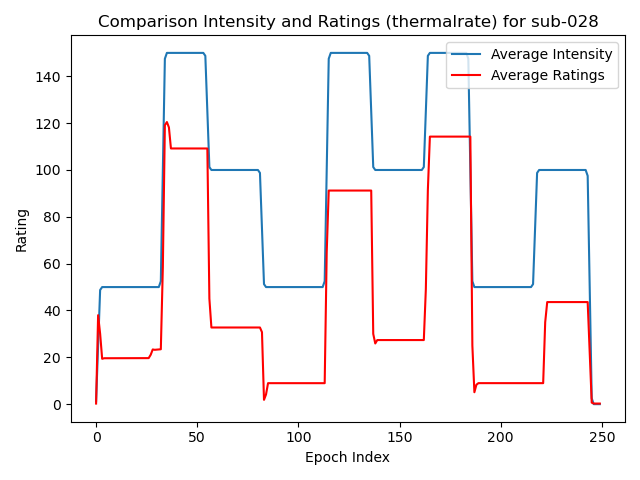 Comparison Intensity and Ratings (thermalrate) for sub-028
Average Intensity
Average Ratings
Rating
140
120
100
80
60
40
20
0
0 50 100 150 200 250
Epoch Index